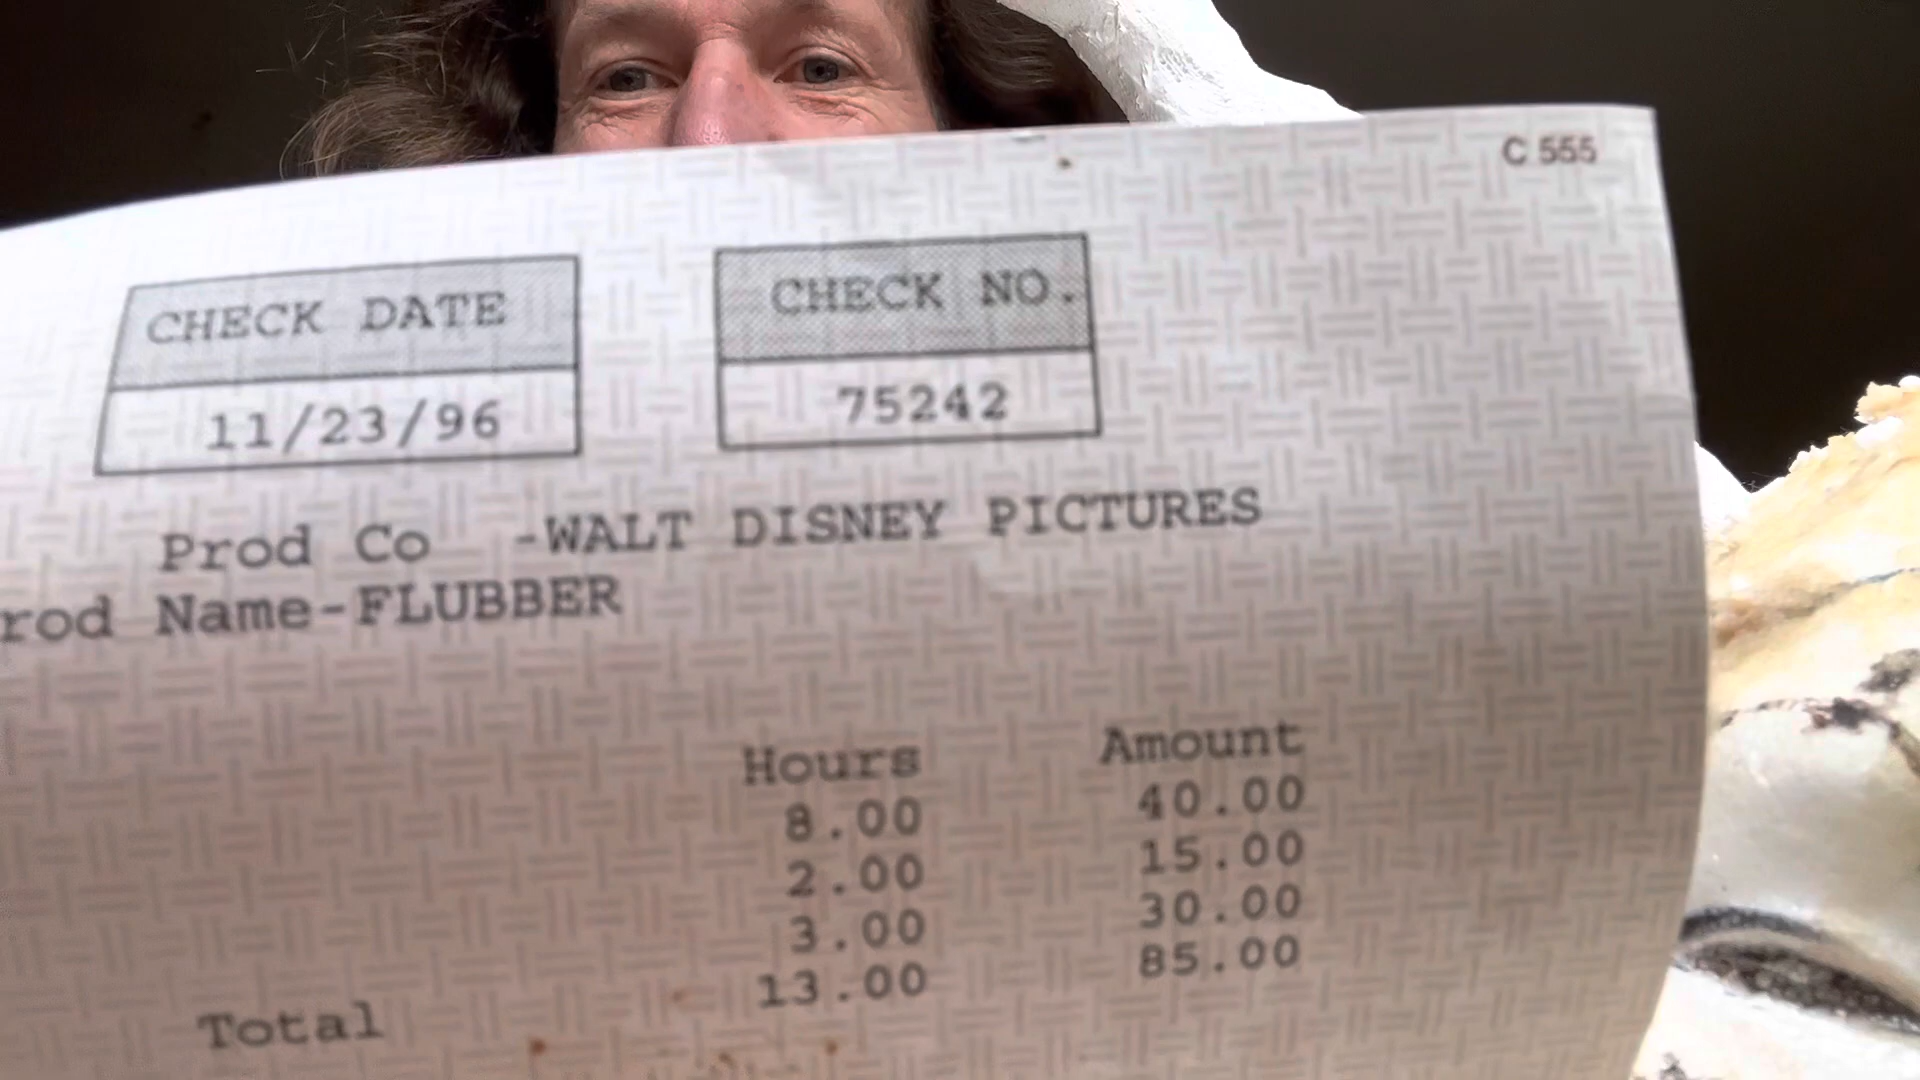 C 555
CHECK DATE CHECK NO.
11/23/96 75242
Prod Co -WALT DISNEY PICTURES
rod Name-FLUBBER
Hours Amount
8.00 40.00
2.00 15.00
3.00 30.00
Total 13.00 85.00